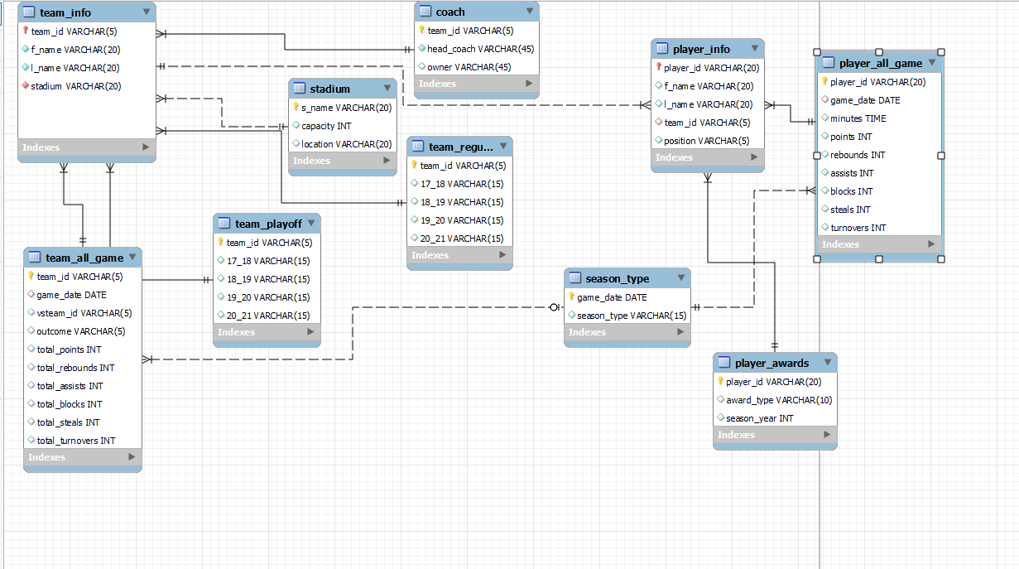 team_info
team_id VARCHAR(5)
f_name VARCHAR(20)
l_name VARCHAR(20)
stadium VARCHAR(20)
Indexes
coach
team_id VARCHAR(5)
head_coach VARCHAR(45)
owner VARCHAR(45)
Indexes
stadium
s_name VARCHAR(20)
capacity INT
location VARCHAR(20)
Indexes
player_info
player_id VARCHAR(20)
f_name VARCHAR(20)
l_name VARCHAR(20)
team_id VARCHAR(5)
position VARCHAR(5)
Indexes
player_all_game
player_id VARCHAR(20)
game_date DATE
minutes TIME
points INT
rebounds INT
assists INT
blocks INT
steals INT
turnovers INT
Indexes
team_regu...
team_id VARCHAR(5)
17_18 VARCHAR(15)
18_19 VARCHAR(15)
19_20 VARCHAR(15)
20_21 VARCHAR(15)
Indexes
team_playoff
team_id VARCHAR(5)
17_18 VARCHAR(15)
18_19 VARCHAR(15)
19_20 VARCHAR(15)
20_21 VARCHAR(15)
Indexes
team_all_game
team_id VARCHAR(5)
game_date DATE
vsteam_id VARCHAR(5)
outcome VARCHAR(5)
total_points INT
total_rebounds INT
total_assists INT
total_blocks INT
total_steals INT
total_turnovers INT
Indexes
season_type
game_date DATE
season_type VARCHAR(15)
Indexes
player_awards
player_id VARCHAR(20)
award_type VARCHAR(10)
season_year INT
Indexes